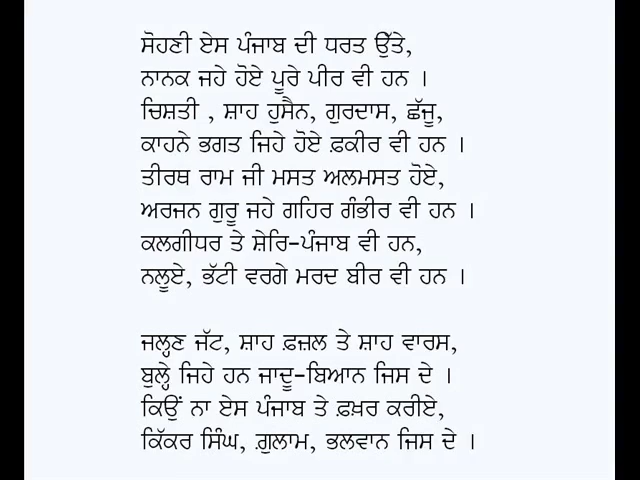 ਸੋਹਣੀ ਏਸ ਪੰਜਾਬ ਦੀ ਧਰਤ ਉੱਤੇ,
ਨਾਨਕ ਜਹੇ ਹੋਏ ਪੂਰੇ ਪੀਰ ਵੀ ਹਨ ।
ਚਿਸ਼ਤੀ , ਸ਼ਾਹ ਹੁਸੈਨ, ਗੁਰਦਾਸ, ਛੱਜੂ,
ਕਾਹਨੇ ਭਗਤ ਜਿਹੇ ਹੋਏ ਫ਼ਕੀਰ ਵੀ ਹਨ ।
ਤੀਰਥ ਰਾਮ ਜੀ ਮਸਤ ਅਲਮਸਤ ਹੋਏ,
ਅਰਜਨ ਗੁਰੂ ਜਹੇ ਗਹਿਰ ਗੰਭੀਰ ਵੀ ਹਨ ।
ਕਲਗੀਧਰ ਤੇ ਸ਼ੇਰਿ-ਪੰਜਾਬ ਵੀ ਹਨ,
ਨਲੂਏ, ਭੱਟੀ ਵਰਗੇ ਮਰਦ ਬੀਰ ਵੀ ਹਨ ।
ਜਲ੍ਹਣ ਜੱਟ, ਸ਼ਾਹ ਫ਼ਜ਼ਲ ਤੇ ਸ਼ਾਹ ਵਾਰਸ,
ਬੁਲ੍ਹੇ ਜਿਹੇ ਹਨ ਜਾਦੂ-ਬਿਆਨ ਜਿਸ ਦੇ ।
ਕਿਉਂ ਨਾ ਏਸ ਪੰਜਾਬ ਤੇ ਫ਼ਖ਼ਰ ਕਰੀਏ,
ਕਿੱਕਰ ਸਿੰਘ, ਗ਼ੁਲਾਮ, ਭਲਵਾਨ ਜਿਸ ਦੇ ।